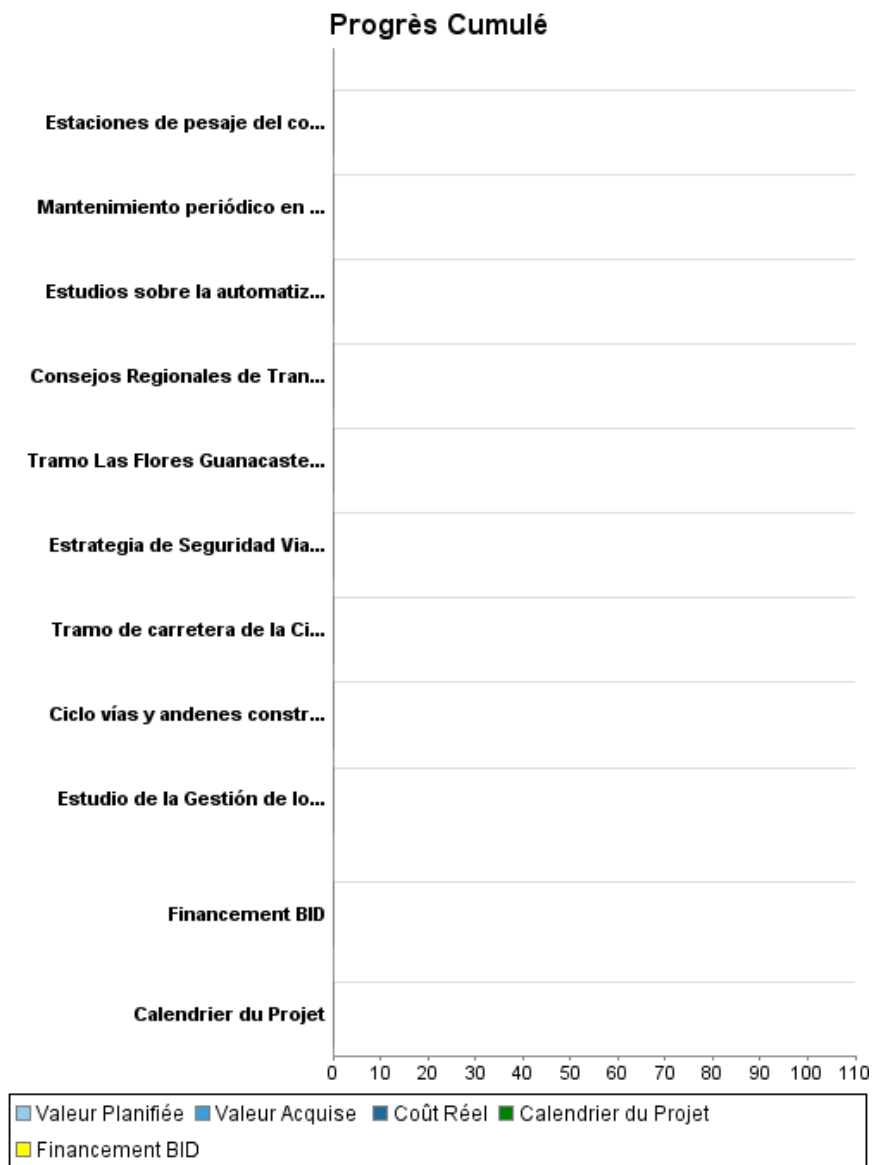 Progrès Cumulé
Estaciones de pesaje del co...
Mantenimiento periódico en ...
Estudios sobre la automatiz...
Consejos Regionales de Tran...
Tramo Las Flores Guanacaste...
Estrategia de Seguridad Via...
Tramo de carretera de la Ci...
Ciclo vías y andenes constr...
Estudio de la Gestión de lo...
Financement BID
Calendrier du Projet
0 10 20 30 40 50 60 70 80 90 100 110
Valeur Planifiée Valeur Acquise Coût Réel Calendrier du Projet
Financement BID